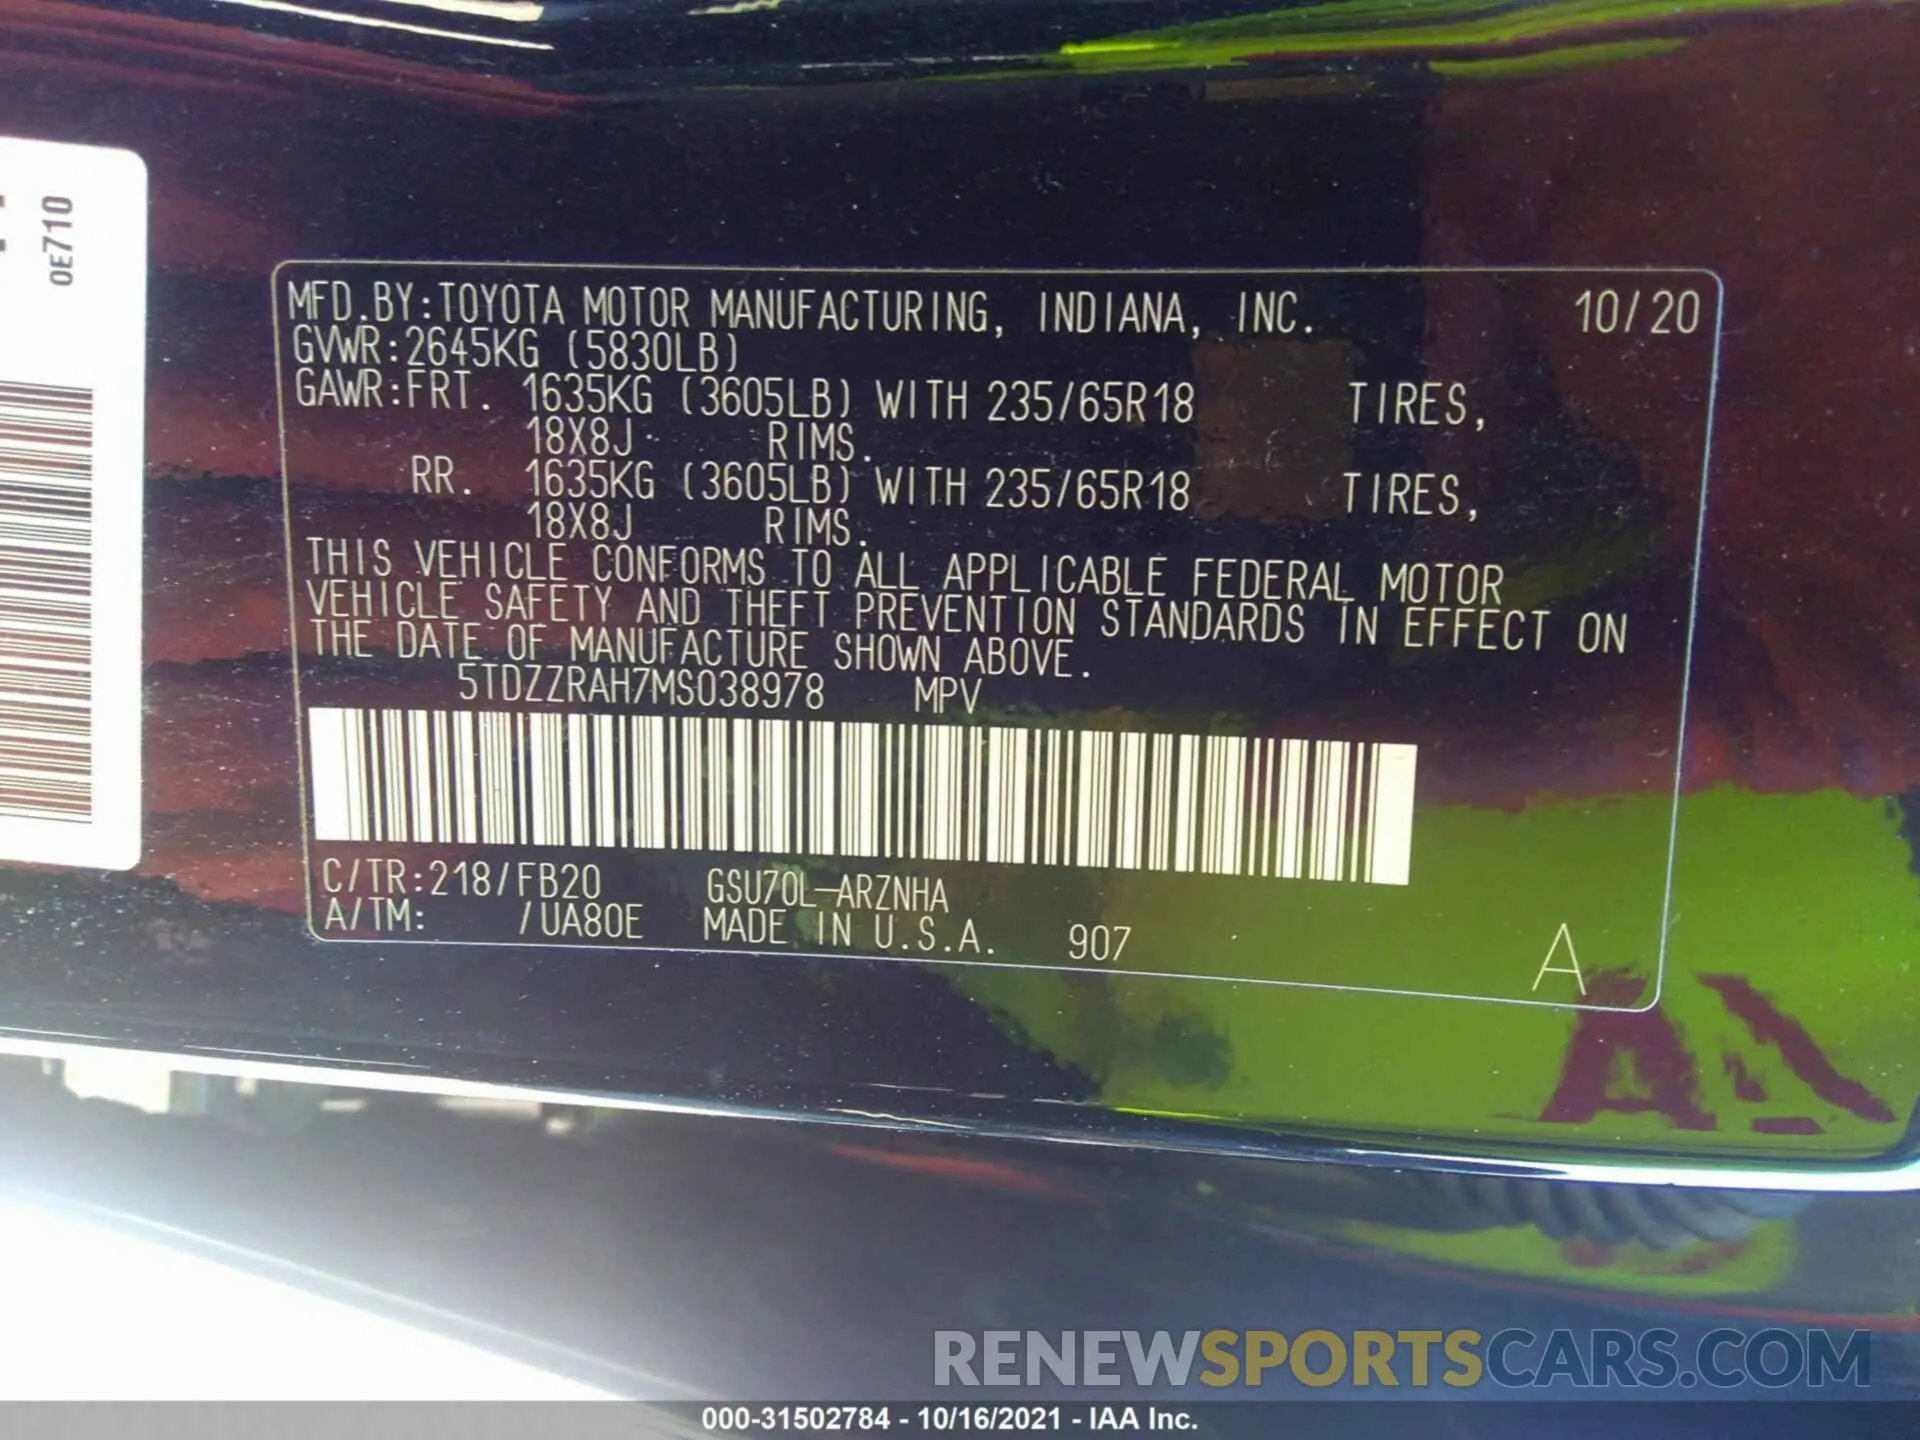 0E710
MFD.BY:TOYOTA MOTOR MANUFACTURING, INDIANA, INC. 10/20
GVWR:2645KG (5830LB)
GAWR:FRT. 1635KG (3605LB) WITH 235/65R18 TIRES,
18X8J RIMS.
RR. 1635KG (3605LB) WITH 235/65R18 TIRES,
18X8J RIMS.
THIS VEHICLE CONFORMS TO ALL APPLICABLE FEDERAL MOTOR
VEHICLE SAFETY AND THEFT PREVENTION STANDARDS IN EFFECT ON
THE DATE OF MANUFACTURE SHOWN ABOVE.
5TDZZRAH7MS038978 MPV
C/TR:218/FB20 GSU70L-ARZNHA
A/TM: /UA80E MADE IN U.S.A. 907 A
RENEWSPORTSCARS.COM
000-31502784 - 10/16/2021 - IAA Inc.